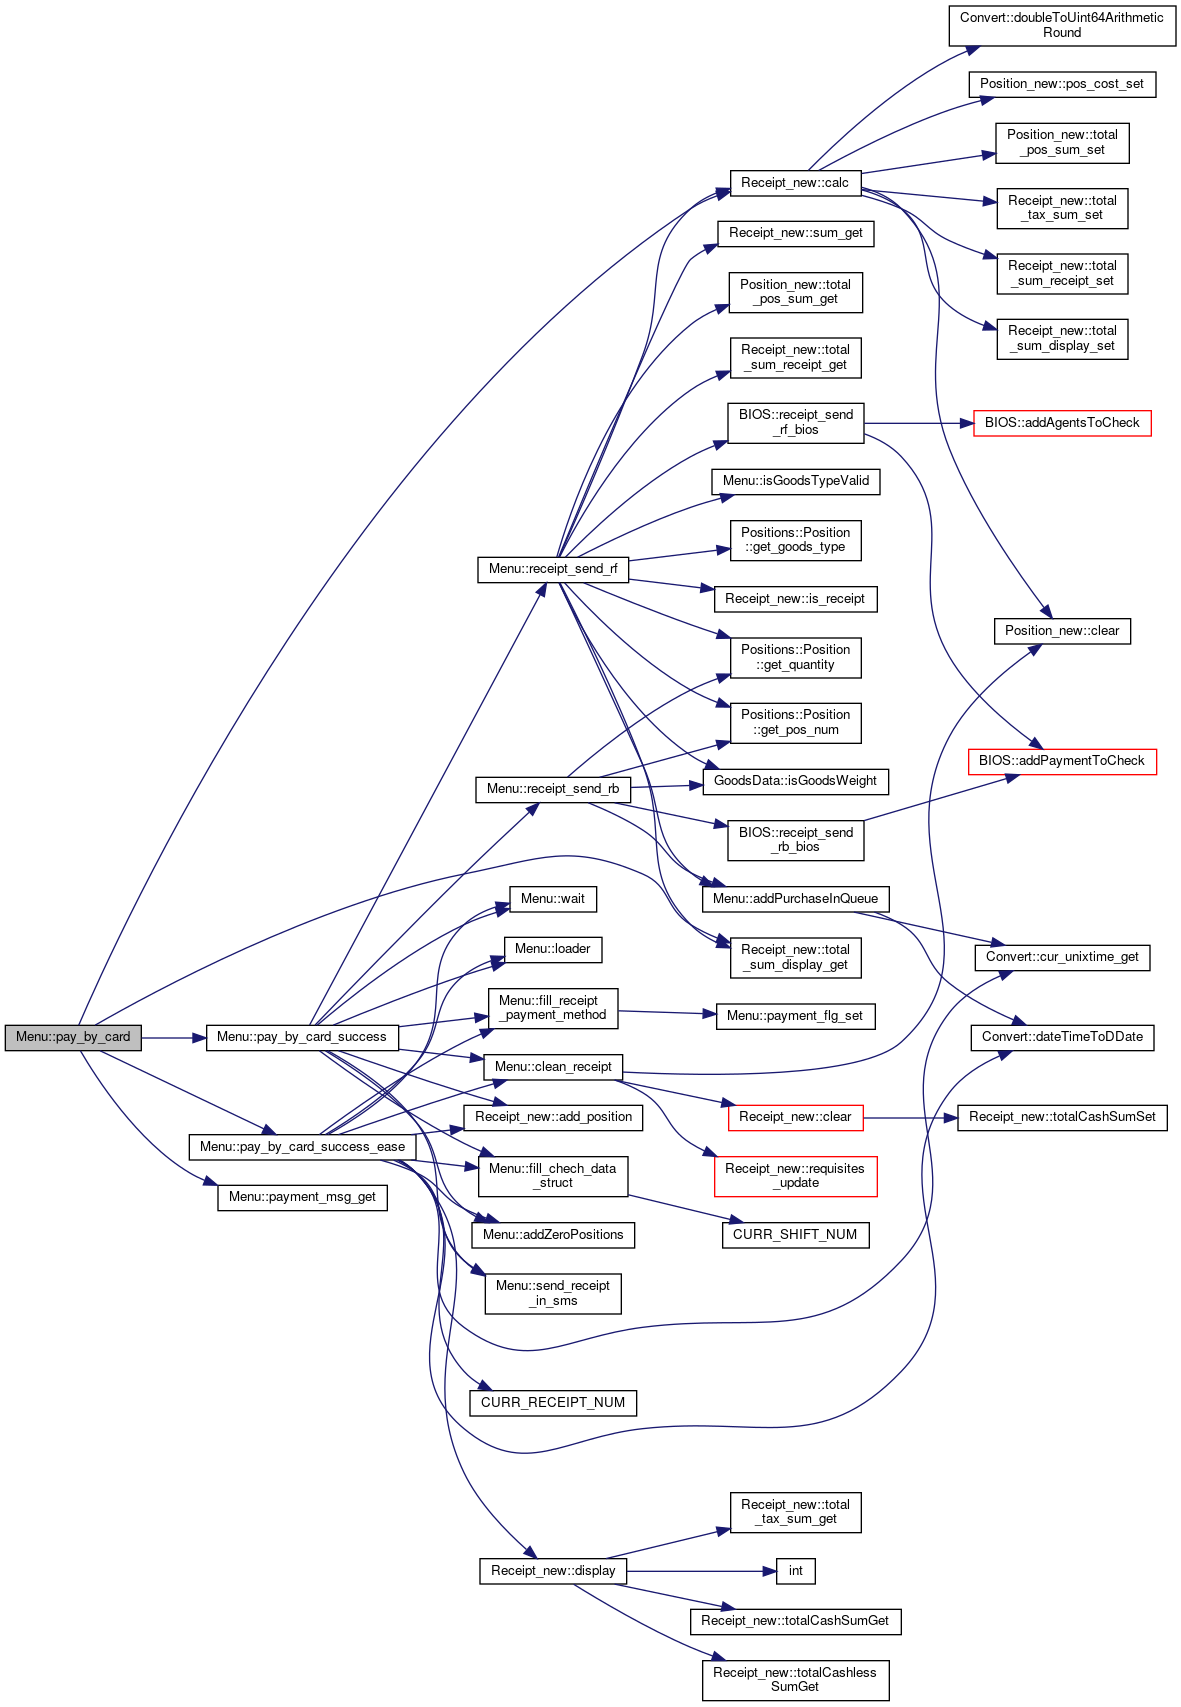 Convert::doubleToUint64Arithmetic
Round
Position_new::pos_cost_set
Position_new::total
_pos_sum_set
Receipt_new::calc
Receipt_new::total
_tax_sum_set
Receipt_new::sum_get
Receipt_new::total
_sum_receipt_set
Position_new::total
_pos_sum_get
Receipt_new::total
_sum_display_set
Receipt_new::total
_sum_receipt_get
BIOS::receipt_send
_rf_bios
BIOS::addAgentsToCheck
Menu::isGoodsTypeValid
Positions::Position
::get_goods_type
Menu::receipt_send_rf
Receipt_new::is_receipt
Position_new::clear
Positions::Position
::get_quantity
Positions::Position
::get_pos_num
BIOS::addPaymentToCheck
GoodsData::isGoodsWeight
Menu::receipt_send_rb
BIOS::receipt_send
_rb_bios
Menu::wait
Menu::addPurchaseInQueue
Menu::loader
Receipt_new::total
_sum_display_get
Convert::cur_unixtime_get
Menu::fill_receipt
_payment_method
Menu::payment_flg_set
Menu::pay_by_card
Menu::pay_by_card_success
Convert::dateTimeToDDate
Menu::clean_receipt
Receipt_new::add_position
Receipt_new::clear
Receipt_new::totalCashSumSet
Menu::pay_by_card_success_ease
Menu::fill_chech_data
_struct
Receipt_new::requisites
_update
Menu::payment_msg_get
Menu::addZeroPositions
CURR_SHIFT_NUM
Menu::send_receipt
_in_sms
CURR_RECEIPT_NUM
Receipt_new::total
_tax_sum_get
Receipt_new::display
int
Receipt_new::totalCashSumGet
Receipt_new::totalCashless
SumGet